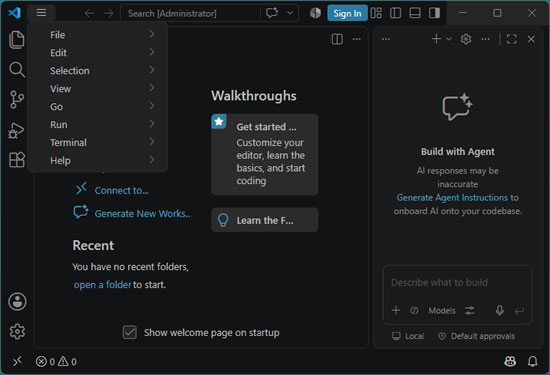 Search [Administrator]
Sign In
File
Edit
Selection
View
Go
Run
Terminal
Help
Connect to...
Generate New Works..
Recent
You have no recent folders,
open a folder to start.
Walkthroughs
Get started ...
Customize your
editor, learn the
basics, and start
coding
Learn the F...
Show welcome page on startup
Build with Agent
AI responses may be
inaccurate
Generate Agent Instructions to
onboard AI onto your codebase.
Describe what to build
Models
Local
Default approvals
0 0